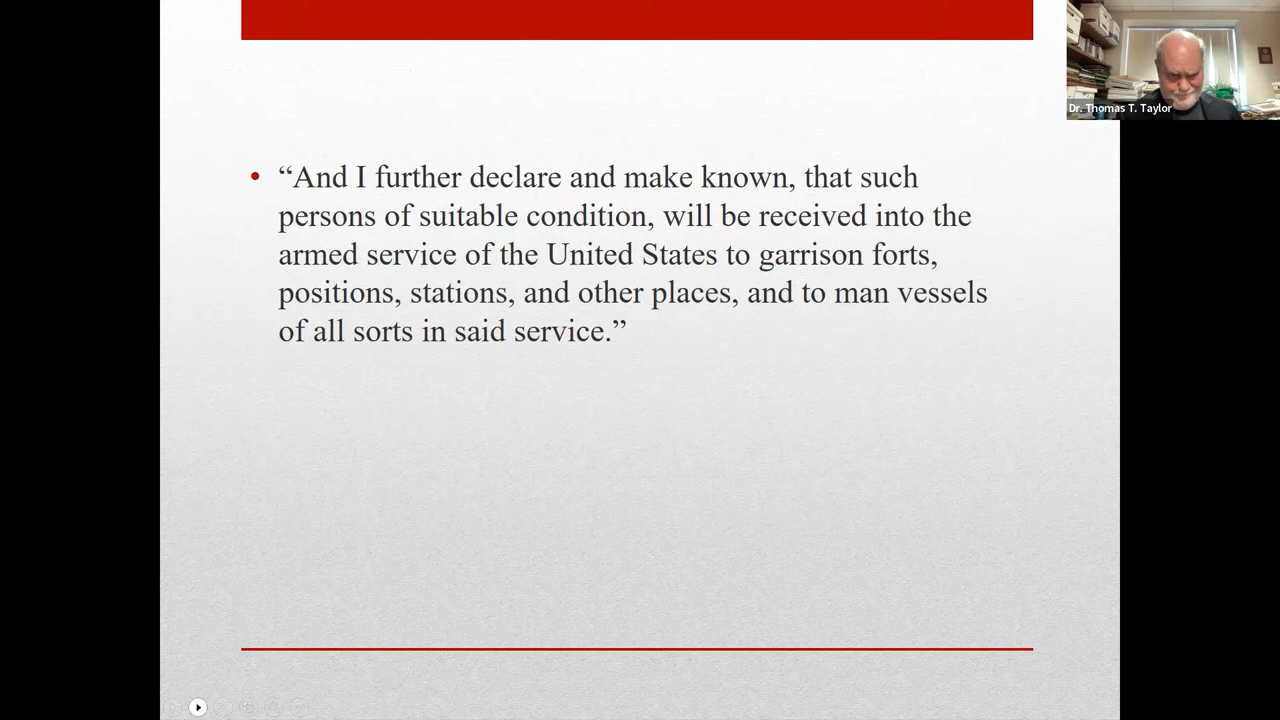 Dr. Thomas T. Taylor
• “And I further declare and make known, that such
persons of suitable condition, will be received into the
armed service of the United States to garrison forts,
positions, stations, and other places, and to man vessels
of all sorts in said service.”